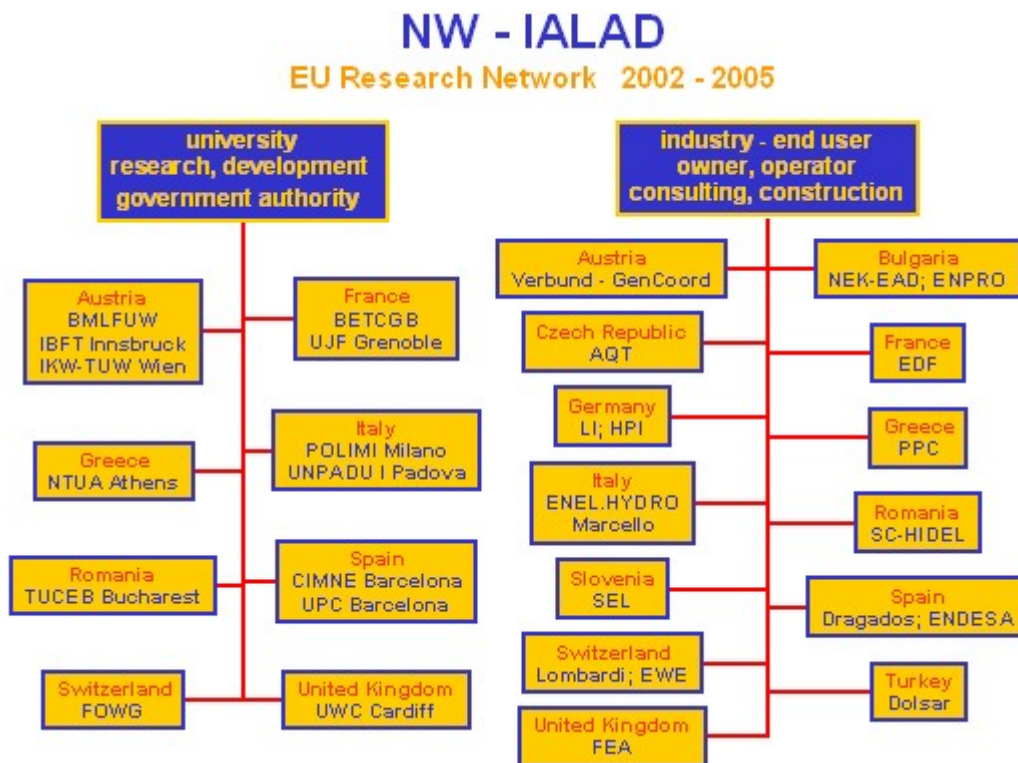 NW - IALAD
EU Research Network 2002 - 2005
university
research, development
government authority
Austria
BMLFUW
IBFT Innsbruck
IKW-TUW Wien
France
BETCGB
UJF Grenoble
Greece
NTUA Athens
Italy
POLIMI Milano
UNPADU I Padova
Romania
TUCEB Bucharest
Spain
CIMNE Barcelona
UPC Barcelona
Switzerland
FOWG
United Kingdom
UWC Cardiff
industry - end user
owner, operator
consulting, construction
Austria
Verbund - GenCoord
Bulgaria
NEK-EAD; ENPRO
Czech Republic
AQT
France
EDF
Germany
LI; HPI
Greece
PPC
Italy
ENEL.HYDRO
Marcello
Romania
SC-HIDEL
Slovenia
SEL
Spain
Dragados; ENDESA
Switzerland
Lombardi; EWE
Turkey
Dolsar
United Kingdom
FEA